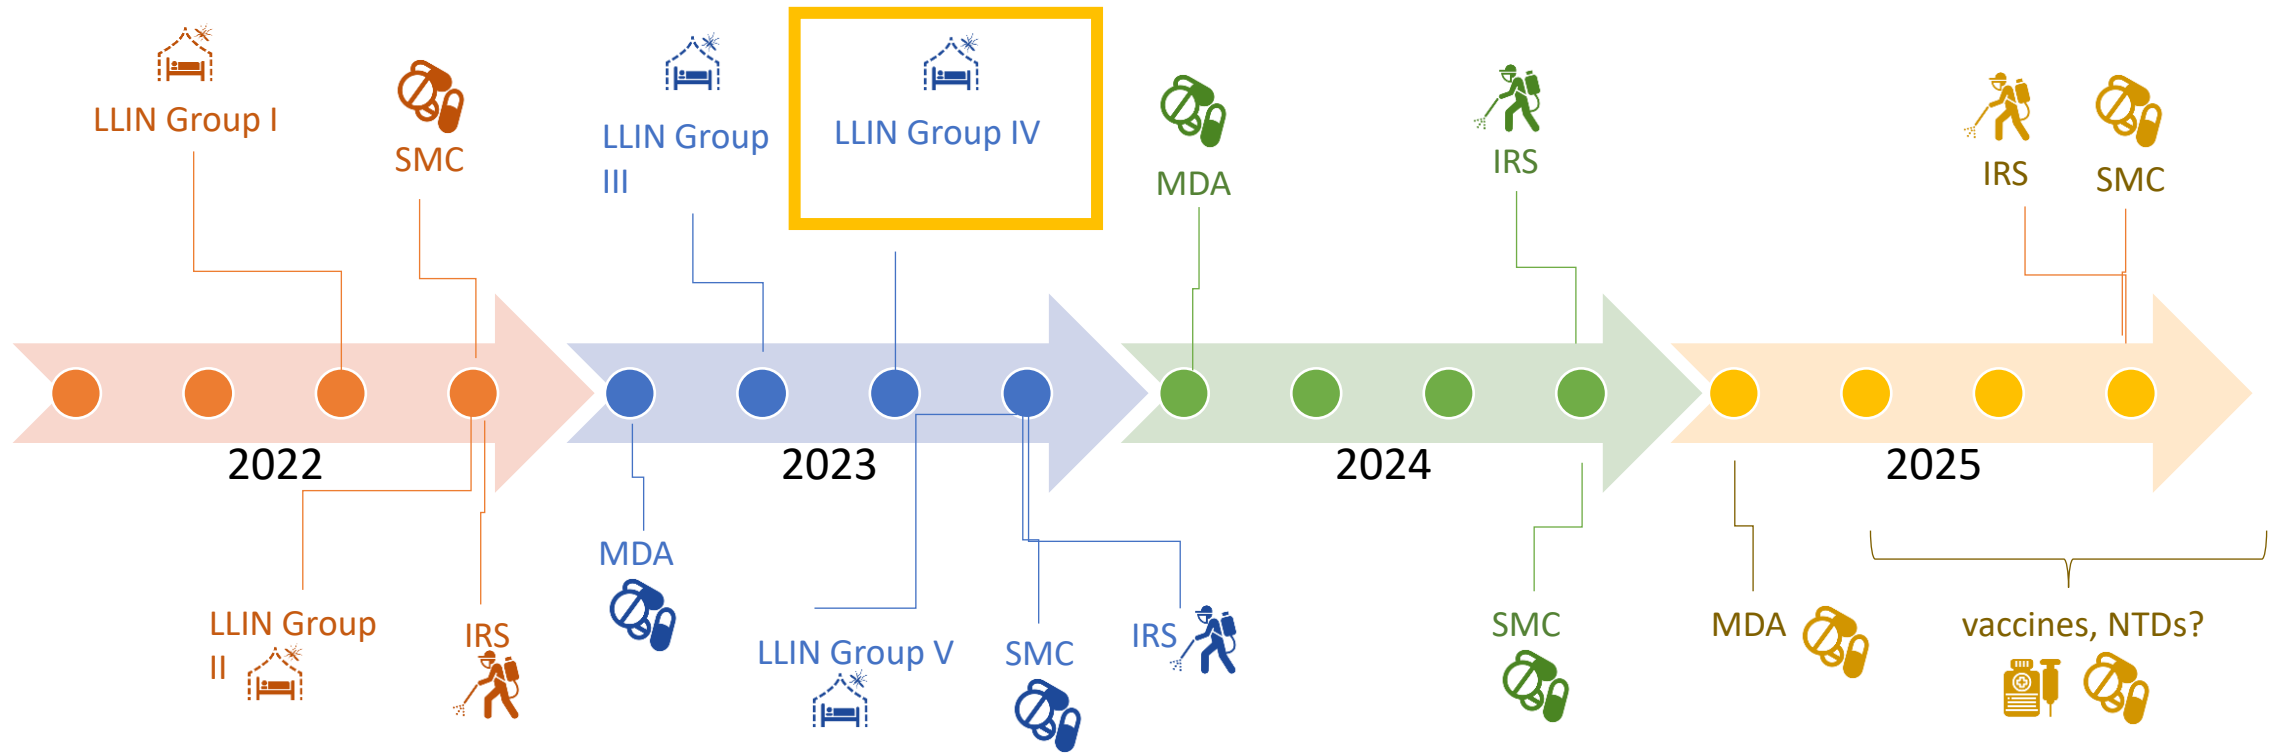 LLIN Group I
SMC
LLIN Group
III
LLIN Group IV
MDA
IRS
IRS
SMC
2022
2023
2024
2025
LLIN Group
II
IRS
MDA
LLIN Group V
SMC
IRS
SMC
MDA
vaccines, NTDs?